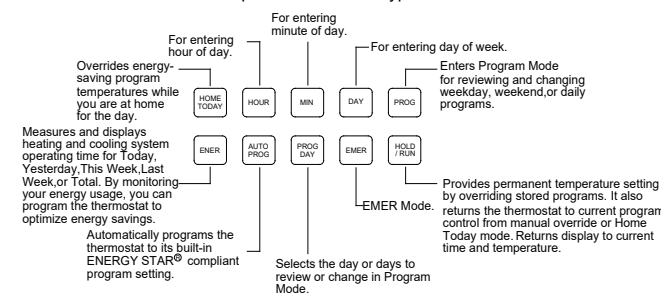 For entering
minute of day.
For entering
hour of day.
For entering day of week.
Overrides energy-
saving program
temperatures while
you are at home
for the day.
Enters Program Mode
for reviewing and changing
weekday, weekend,or daily
programs.
HOME
TODAY
HOUR
MIN
DAY
PROG
Measures and displays
heating and cooling system
operating time for Today,
Yesterday,This Week,Last
Week,or Total. By monitoring
your energy usage, you can
program the thermostat to
optimize energy savings.
ENER
AUTO
PROG
PROG
DAY
EMER
HOLD
/ RUN
EMER Mode.
Provides permanent temperature setting
by overriding stored programs. It also
returns the thermostat to current program
control from manual override or Home
Today mode. Returns display to current
time and temperature.
Automatically programs the
thermostat to its built-in
ENERGY STAR® compliant
program setting.
Selects the day or days to
review or change in Program
Mode.